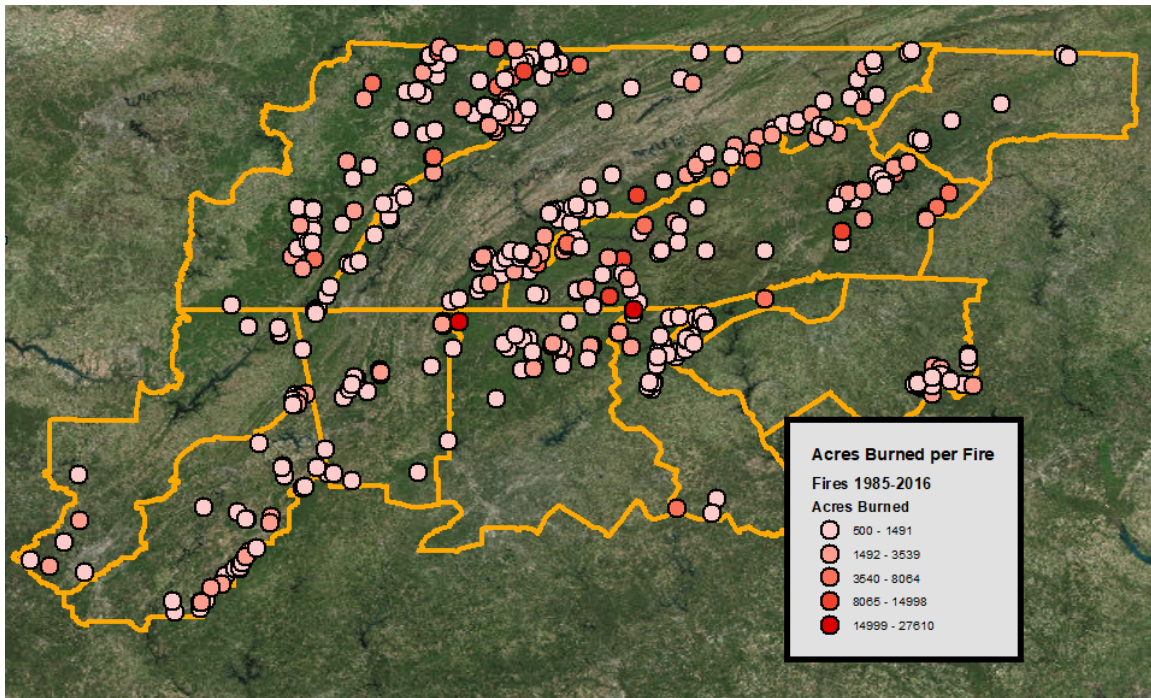 Acres Burned per Fire
Fires 1985-2016
Acres Burned
500 - 1491
1492 - 3539
3540 - 8064
8065 - 14998
14999 - 27610